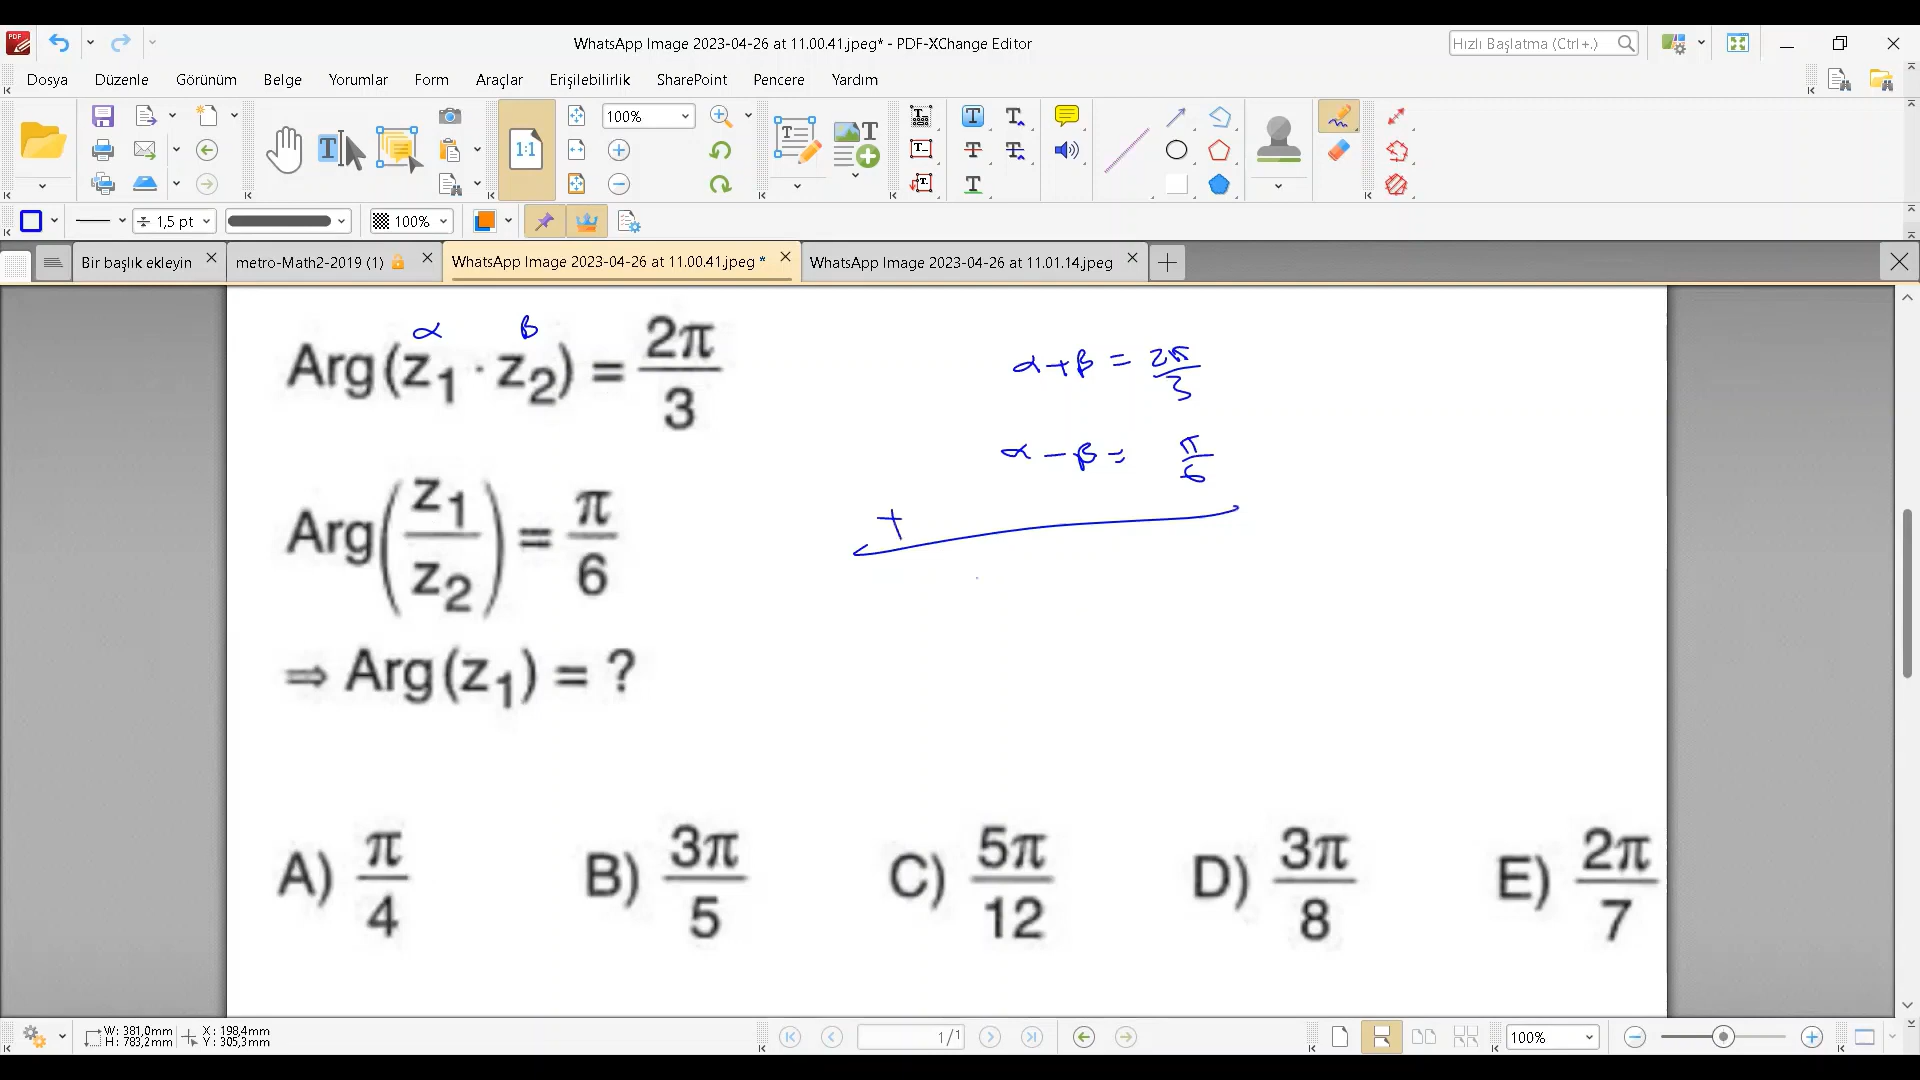 WhatsApp Image 2023-04-26 at 11.00.41.jpeg* - PDF-XChange Editor
Hızlı Başlatma (Ctrl+.)
Dosya Düzenle Görünüm Belge Yorumlar Form Araçlar Erişilebilirlik SharePoint Pencere Yardım
100%
1:1
1,5 pt
100%
Bir başlık ekleyin
metro-Math2-2019 (1)
WhatsApp Image 2023-04-26 at 11.00.41.jpeg *
WhatsApp Image 2023-04-26 at 11.01.14.jpeg
α β
Arg(z₁ · z₂) = 2π/3
α+β = 2π/3
α-β = π/6
+
Arg(z₁/z₂) = π/6
⇒ Arg(z₁) = ?
A) π/4 B) 3π/5 C) 5π/12 D) 3π/8 E) 2π/7
W: 381,0mm
H: 783,2mm
X: 198,4mm
Y: 305,3mm
1/1
100%